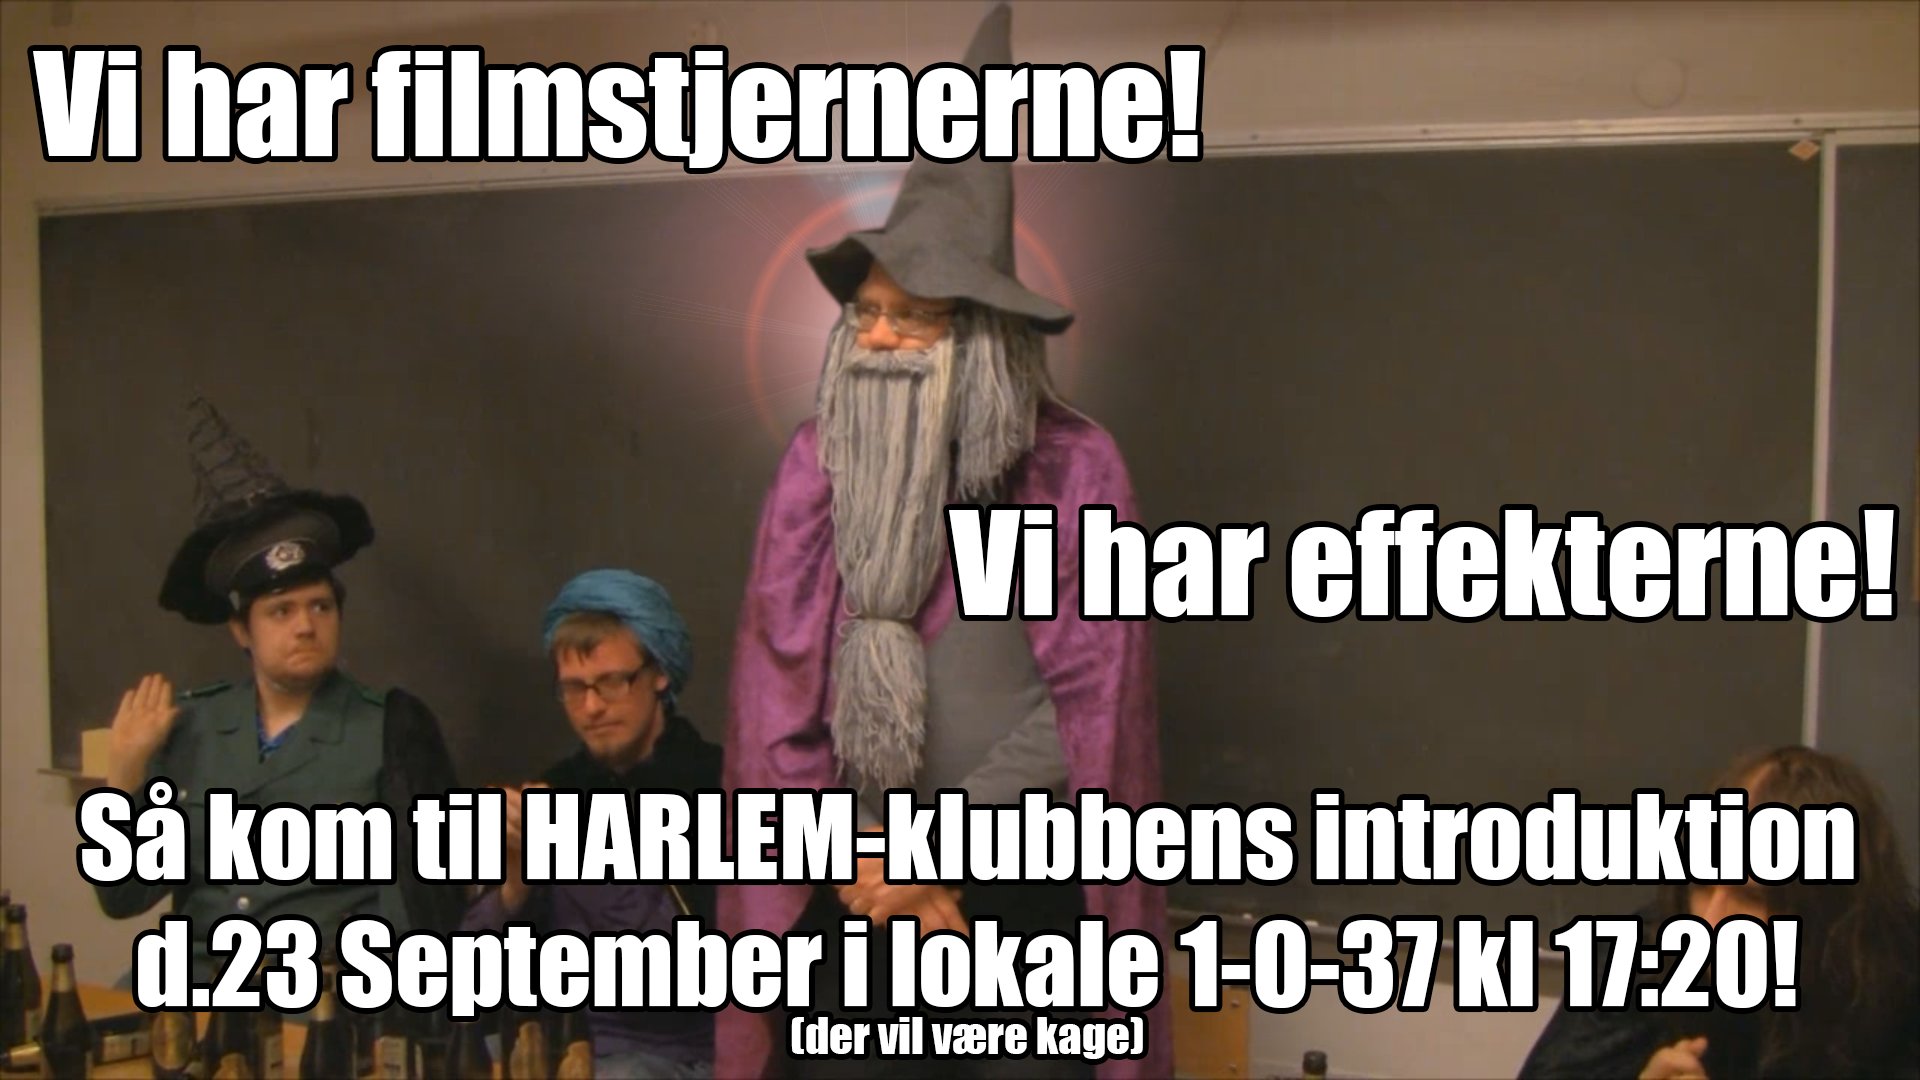 Vi har filmstjernerne!
Vi har effekterne!
Så kom til HARLEM-klubbens introduktion
d.23 September i lokale 1-0-37 kl 17:20!
(der vil være kage)